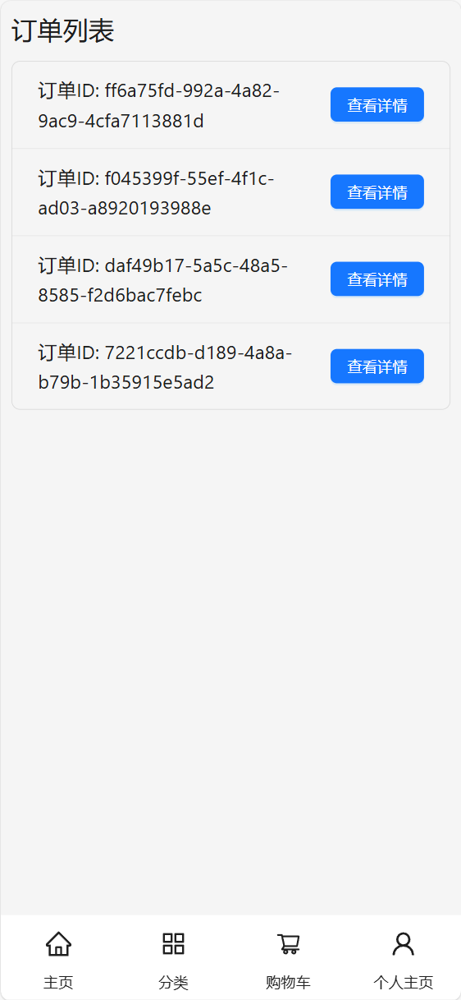 订单列表
订单ID: ff6a75fd-992a-4a82-
9ac9-4cfa7113881d
查看详情
订单ID: f045399f-55ef-4f1c-
ad03-a8920193988e
查看详情
订单ID: daf49b17-5a5c-48a5-
8585-f2d6bac7febc
查看详情
订单ID: 7221ccdb-d189-4a8a-
b79b-1b35915e5ad2
查看详情
主页
分类
购物车
个人主页